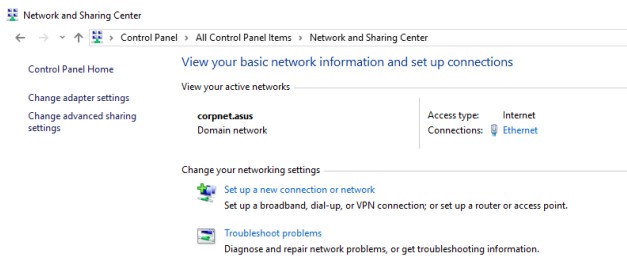 Network and Sharing Center
Control Panel > All Control Panel Items > Network and Sharing Center
Control Panel Home
Change adapter settings
Change advanced sharing
settings
View your basic network information and set up connections
View your active networks
corpnet.asus
Domain network
Access type: Internet
Connections: Ethernet
Change your networking settings
Set up a new connection or network
Set up a broadband, dial-up, or VPN connection; or set up a router or access point.
Troubleshoot problems
Diagnose and repair network problems, or get troubleshooting information.